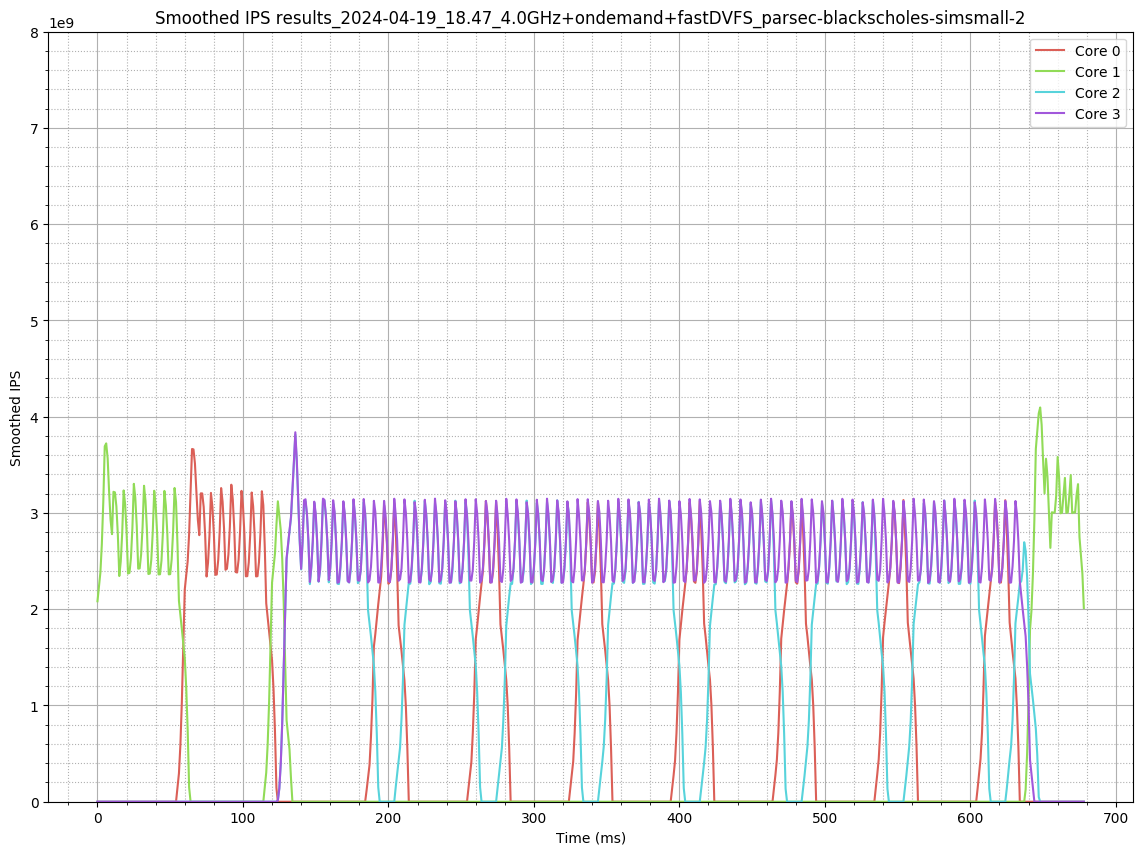 Smoothed IPS results_2024-04-19_18.47_4.0GHz+ondemand+fastDVFS_parsec-blackscholes-simsmall-2
1e9
8
7
6
5
4
3
2
1
0
Smoothed IPS
Core 0
Core 1
Core 2
Core 3
0
100
200
300
400
500
600
700
Time (ms)